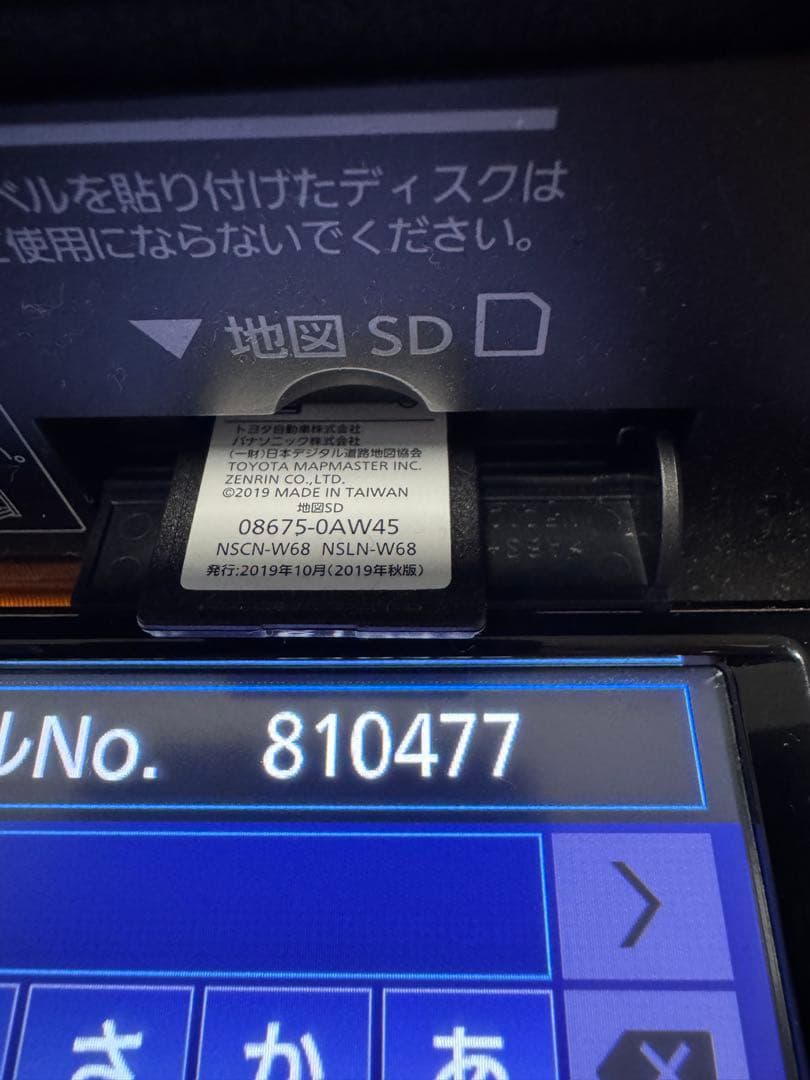 ベルを貼り付けたディスクは
使用にならないでください。
地図 SD
トヨタ自動車株式会社
パナソニック株式会社
(一財)日本デジタル道路地図協会
TOYOTA MAPMASTER INC.
ZENRIN CO.,LTD.
©2019 MADE IN TAIWAN
地図SD
08675-0AW45
NSCN-W68 NSLN-W68
発行:2019年10月(2019年秋版)
ルNo. 810477
さ か あ